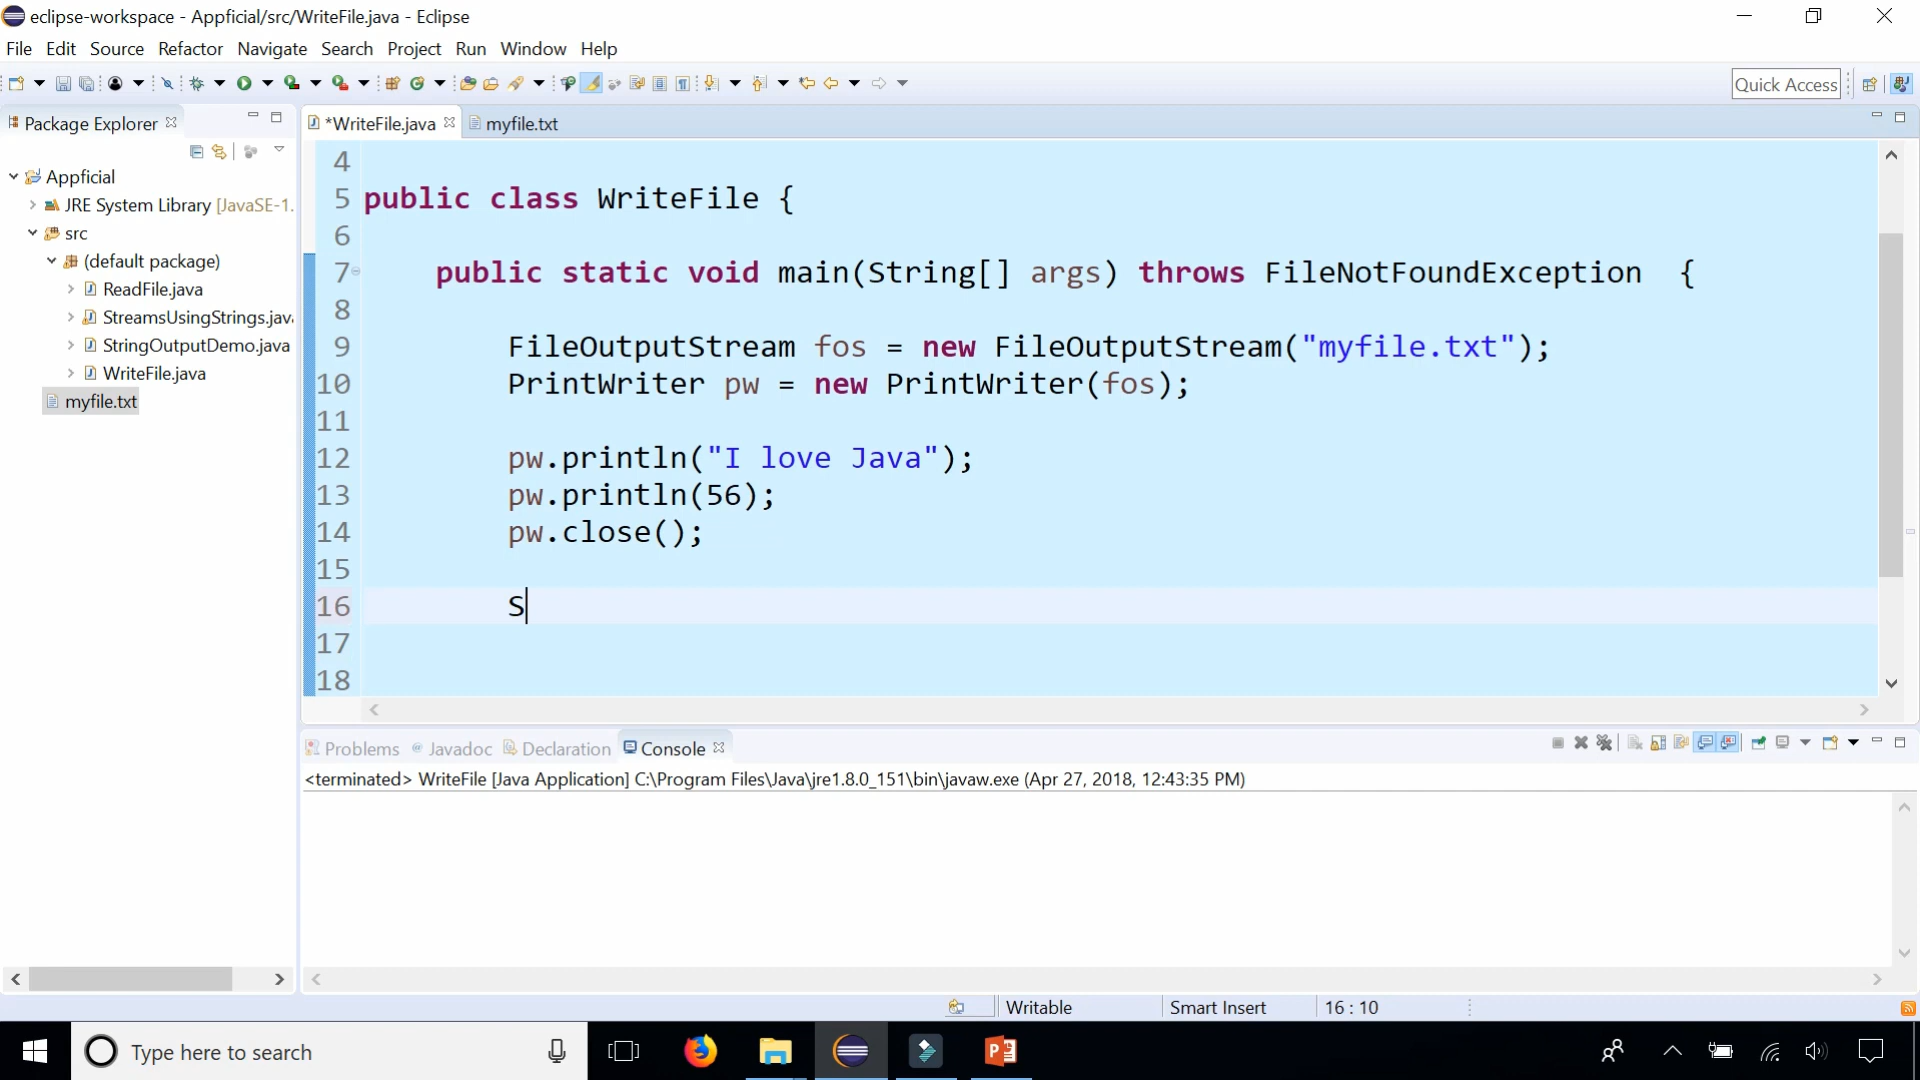 eclipse-workspace - Appficial/src/WriteFile.java - Eclipse
File Edit Source Refactor Navigate Search Project Run Window Help
Quick Access
Package Explorer
*WriteFile.java
myfile.txt
Appficial
JRE System Library [JavaSE-1.
src
(default package)
ReadFile.java
StreamsUsingStrings.java
StringOutputDemo.java
WriteFile.java
myfile.txt
4
5 public class WriteFile {
6
7 public static void main(String[] args) throws FileNotFoundException {
8
9 FileOutputStream fos = new FileOutputStream("myfile.txt");
10 PrintWriter pw = new PrintWriter(fos);
11
12 pw.println("I love Java");
13 pw.println(56);
14 pw.close();
15
16 S
17
18
Problems Javadoc Declaration Console
<terminated> WriteFile [Java Application] C:\Program Files\Java\jre1.8.0_151\bin\javaw.exe (Apr 27, 2018, 12:43:35 PM)
Writable Smart Insert 16 : 10
Type here to search